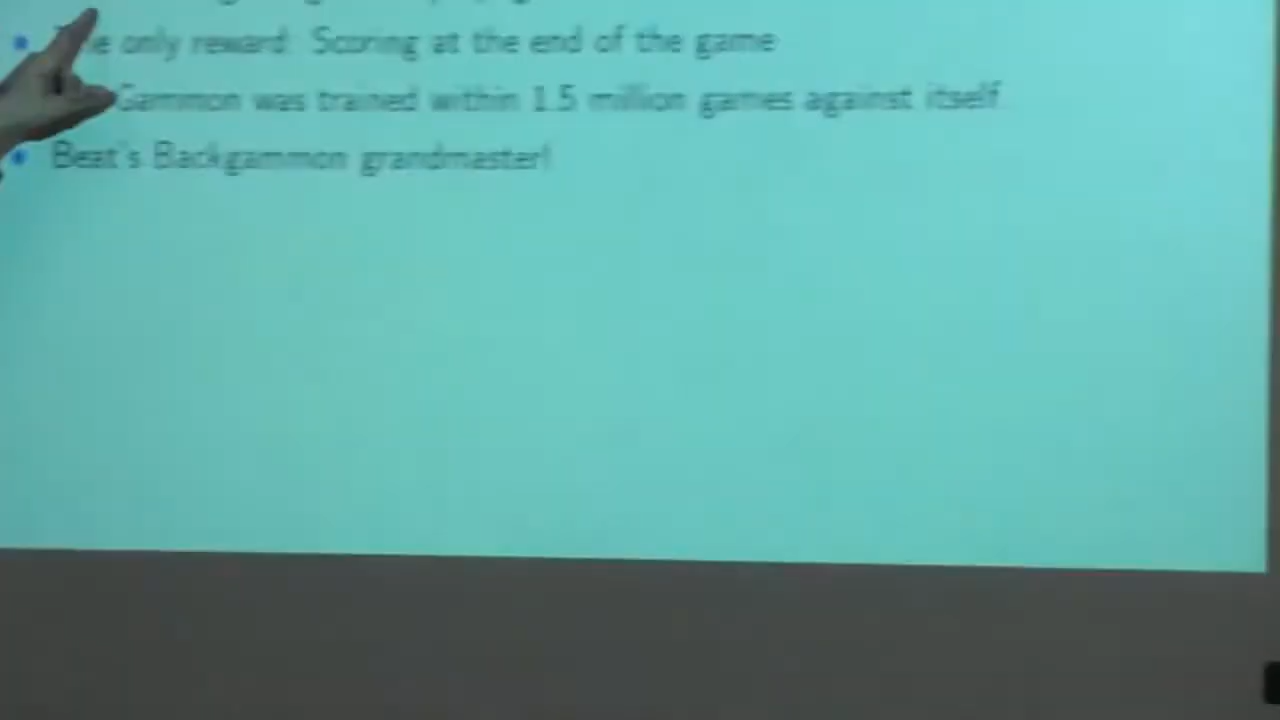 only reward: Scoring at the end of the game
Gammon was trained within 1.5 million games against itself
Beat's Backgammon grandmaster!